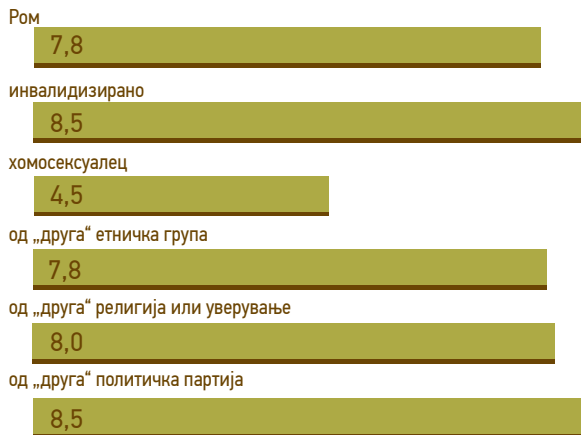 Ром
7,8
инвалидизирано
8,5
хомосексуалец
4,5
од „друга“ етничка група
7,8
од „друга“ религија или уверување
8,0
од „друга“ политичка партија
8,5